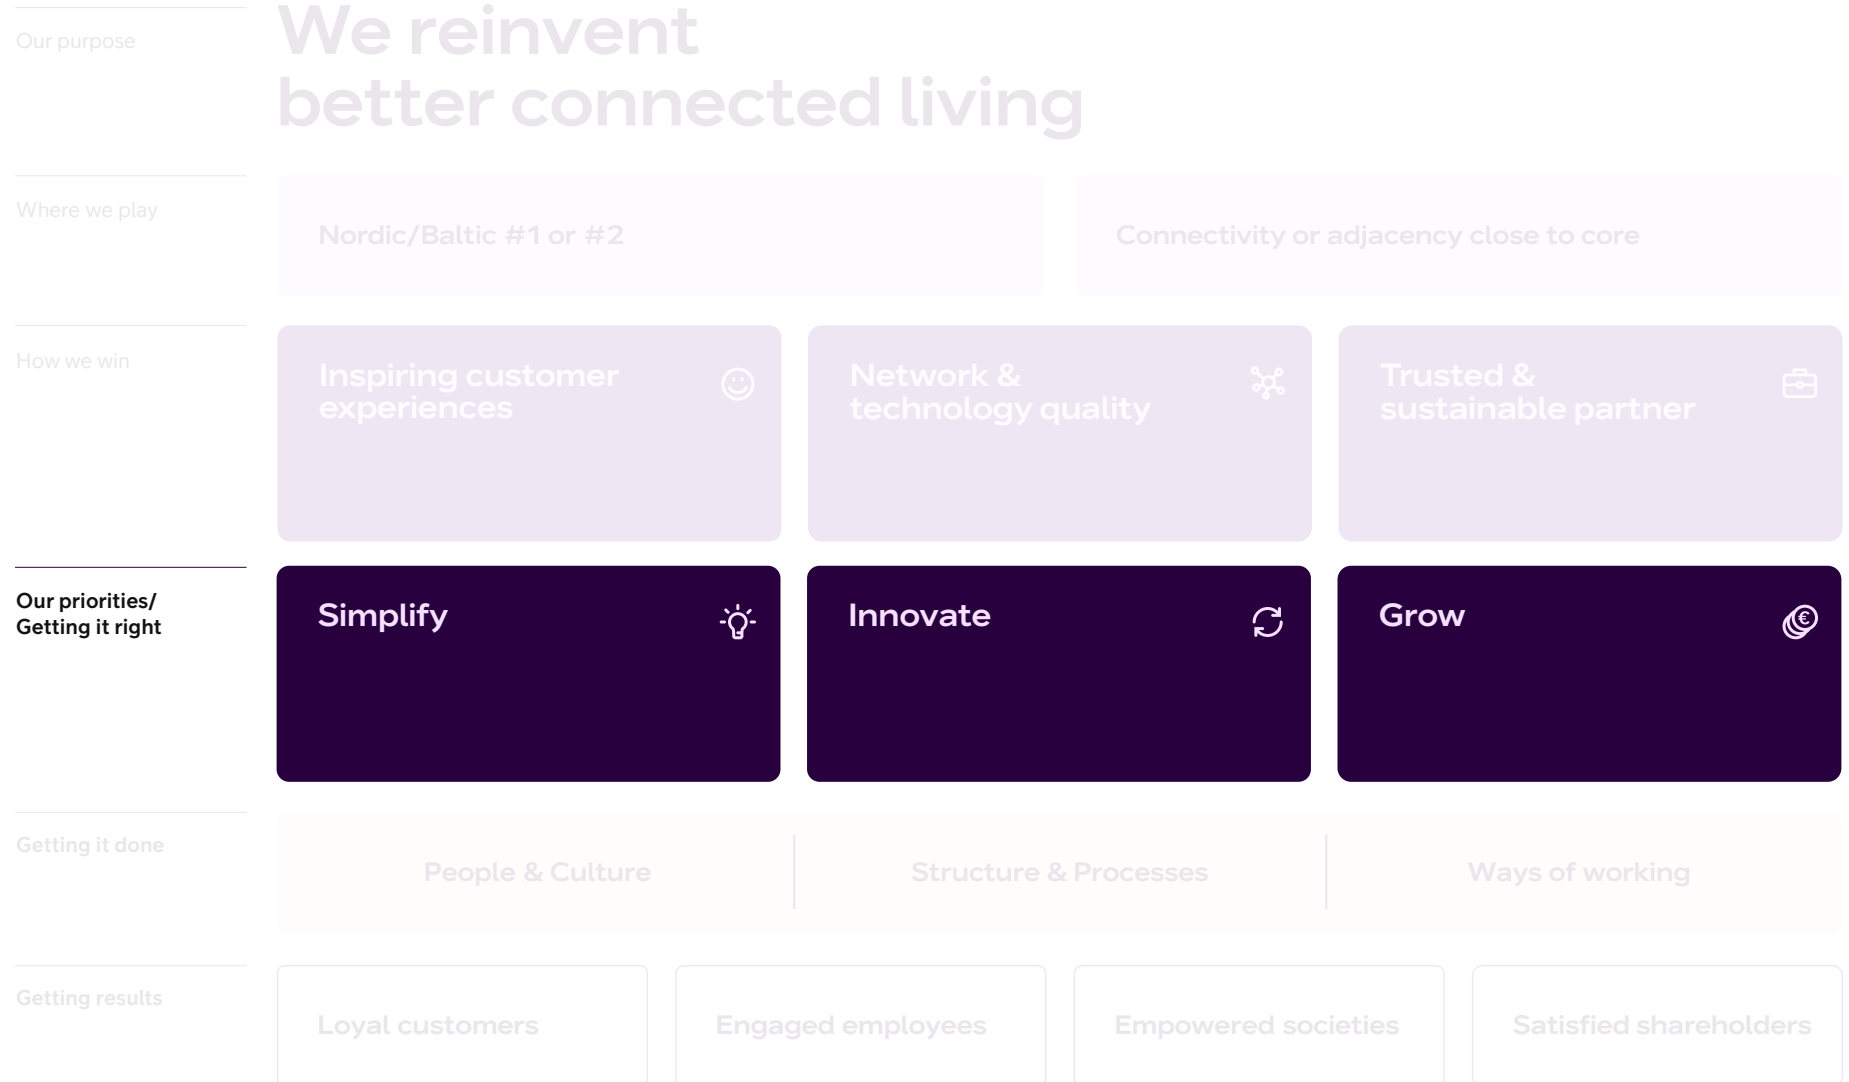 Our purpose
We reinvent
better connected living
Where we play
Nordic/Baltic #1 or #2
Connectivity or adjacency close to core
How we win
Inspiring customer
experiences
Network &
technology quality
Trusted &
sustainable partner
Our priorities/
Getting it right
Simplify
Innovate
Grow
€
Getting it done
People & Culture
Structure & Processes
Ways of working
Getting results
Loyal customers
Engaged employees
Empowered societies
Satisfied shareholders